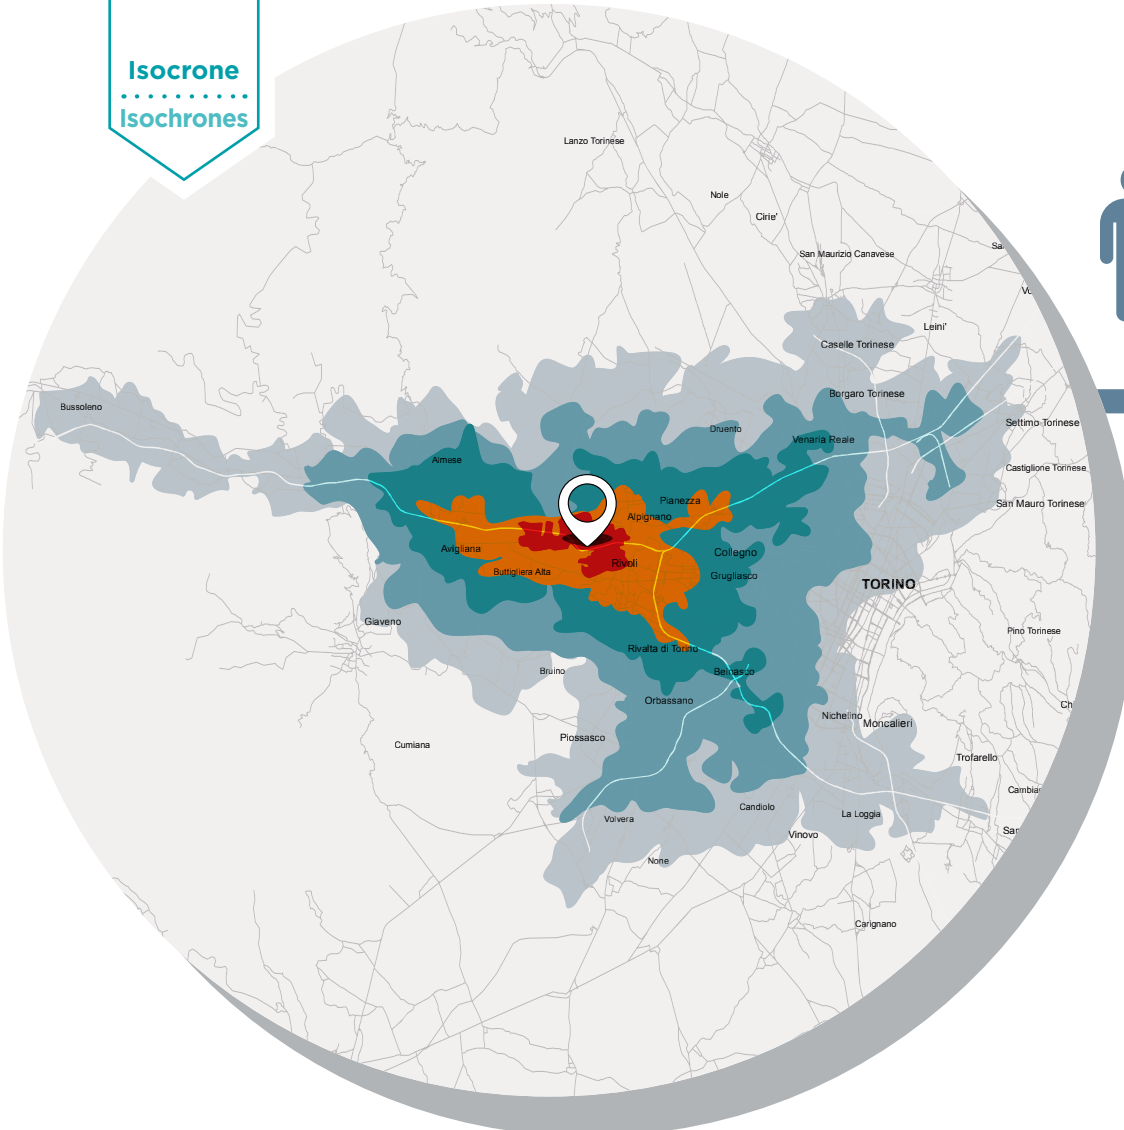 Isocrone
Isochrones
Lanzo Torinese
Nole
Cirie'
San Maurizio Canavese
Leini'
Caselle Torinese
Borgaro Torinese
Bussoleno
Settimo Torinese
Druento
Venaria Reale
Almese
Castiglione Torinese
Pianezza
San Mauro Torinese
Alpignano
Avigliana
Collegno
Rivoli
Buttigliera Alta
Grugliasco
TORINO
Giaveno
Pino Torinese
Rivalta di Torino
Bruino
Beinasco
Orbassano
Nichelino
Moncalieri
Piossasco
Cumiana
Trofarello
Candiolo
La Loggia
Volvera
Vinovo
None
Carignano